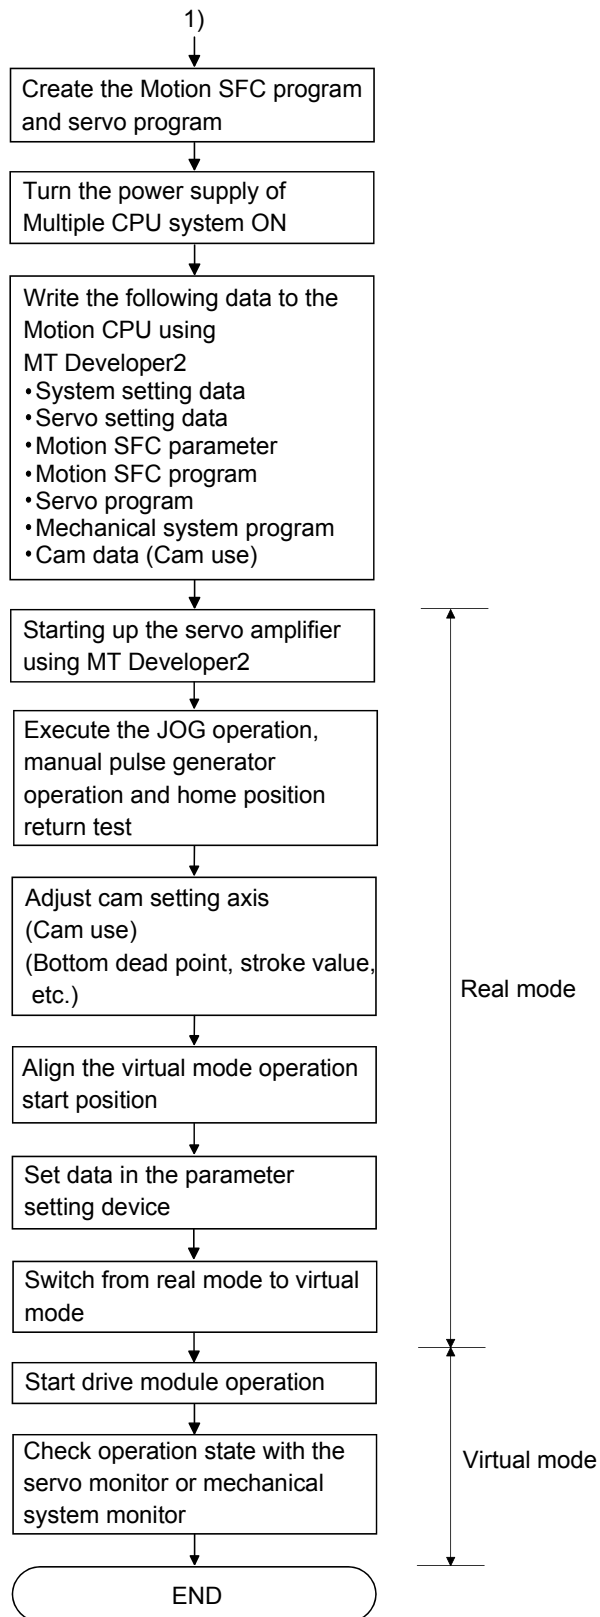 1)
Create the Motion SFC program
and servo program
Turn the power supply of
Multiple CPU system ON
Write the following data to the
Motion CPU using
MT Developer2
•System setting data
•Servo setting data
•Motion SFC parameter
•Motion SFC program
•Servo program
•Mechanical system program
•Cam data (Cam use)
Starting up the servo amplifier
using MT Developer2
Execute the JOG operation,
manual pulse generator
operation and home position
return test
Adjust cam setting axis
(Cam use)
(Bottom dead point, stroke value,
etc.)
Real mode
Align the virtual mode operation
start position
Set data in the parameter
setting device
Switch from real mode to virtual
mode
Start drive module operation
Check operation state with the
servo monitor or mechanical
system monitor
Virtual mode
END